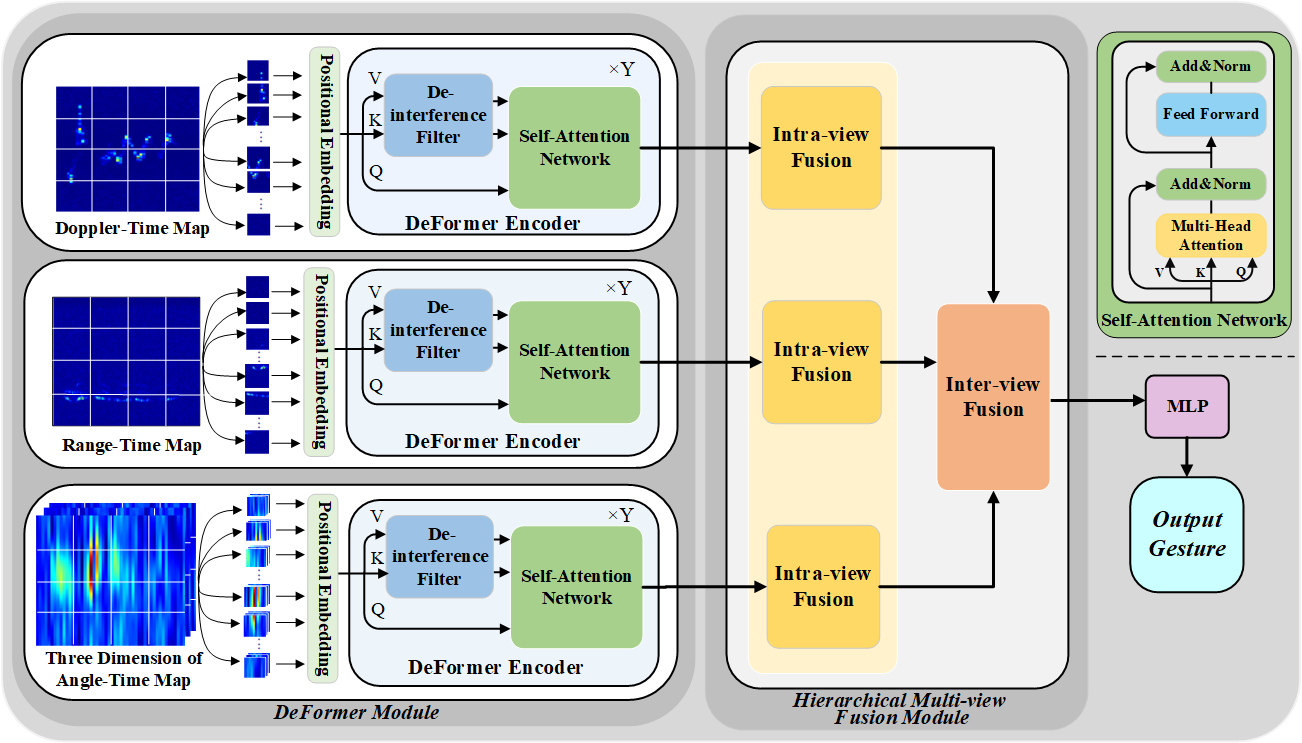 Doppler-Time Map
Positional Embedding
V
K
Q
De-
interference
Filter
Self-Attention
Network
×Y
DeFormer Encoder
Range-Time Map
Positional Embedding
V
K
Q
De-
interference
Filter
Self-Attention
Network
×Y
DeFormer Encoder
Three Dimension of
Angle-Time Map
Positional Embedding
V
K
Q
De-
interference
Filter
Self-Attention
Network
×Y
DeFormer Encoder
DeFormer Module
Intra-view
Fusion
Intra-view
Fusion
Intra-view
Fusion
Inter-view
Fusion
Hierarchical Multi-view
Fusion Module
Add&Norm
Feed Forward
Add&Norm
Multi-Head
Attention
V
K
Q
Self-Attention Network
MLP
Output
Gesture